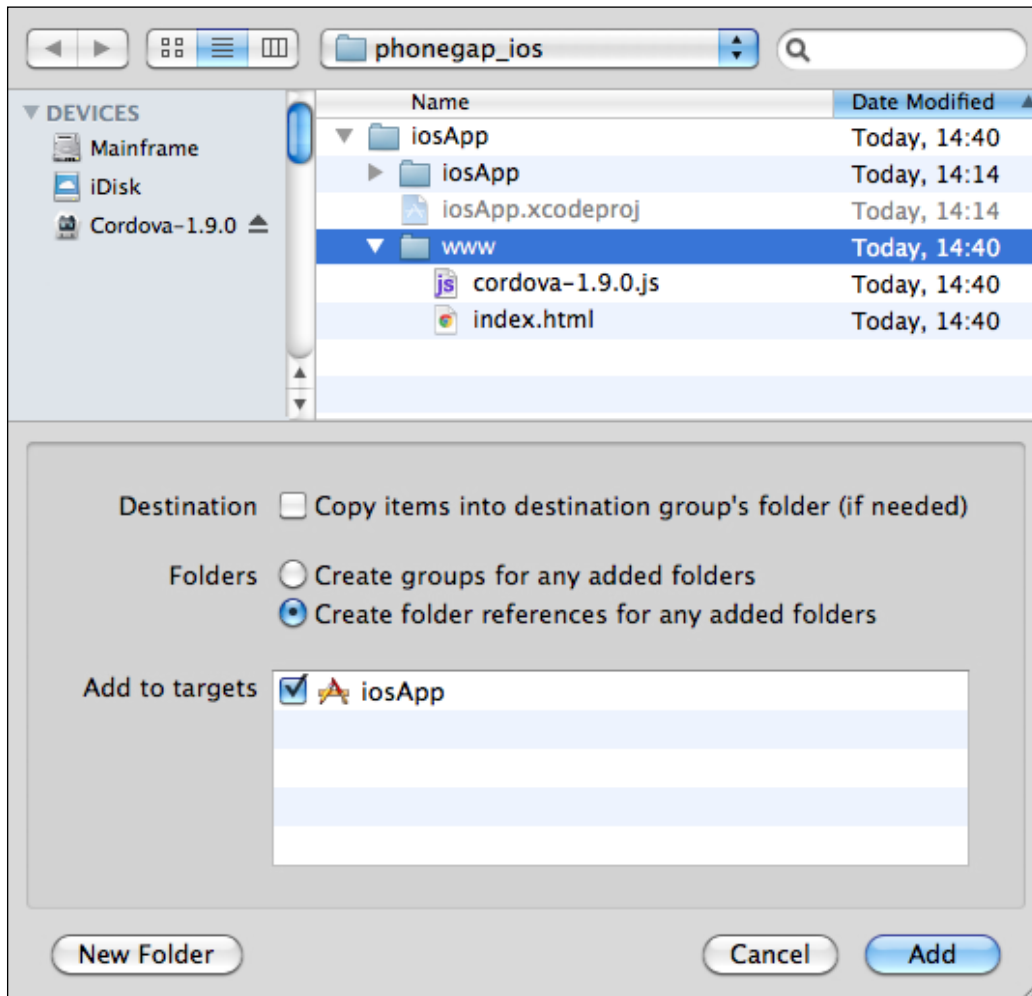 phonegap_ios
DEVICES
Mainframe
iDisk
Cordova-1.9.0
Name Date Modified
iosApp Today, 14:40
iosApp Today, 14:14
iosApp.xcodeproj Today, 14:14
www Today, 14:40
js cordova-1.9.0.js Today, 14:40
index.html Today, 14:40
Destination Copy items into destination group's folder (if needed)
Folders Create groups for any added folders
Create folder references for any added folders
Add to targets iosApp
New Folder Cancel Add